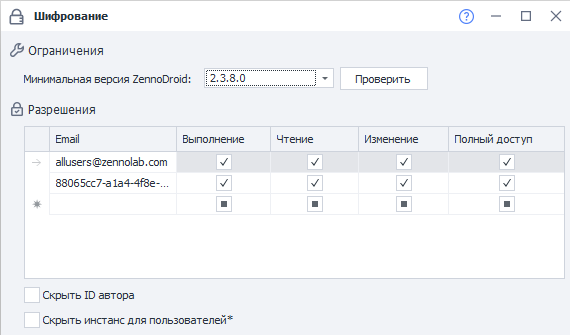 Шифрование
Ограничения
Минимальная версия ZennoDroid: 2.3.8.0 Проверить
Разрешения
Email Выполнение Чтение Изменение Полный доступ
allusers@zennolab.com
88065cc7-a1a4-4f8e-...
Скрыть ID автора
Скрыть инстанс для пользователей*